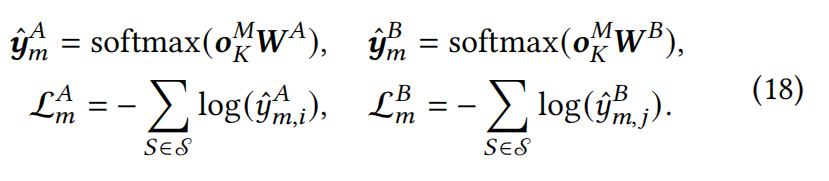 ŷ_m^A = softmax(o_K^M W^A), ŷ_m^B = softmax(o_K^M W^B),
ℒ_m^A = − ∑_{S∈𝒮} log(ŷ_{m,i}^A), ℒ_m^B = − ∑_{S∈𝒮} log(ŷ_{m,j}^B). (18)